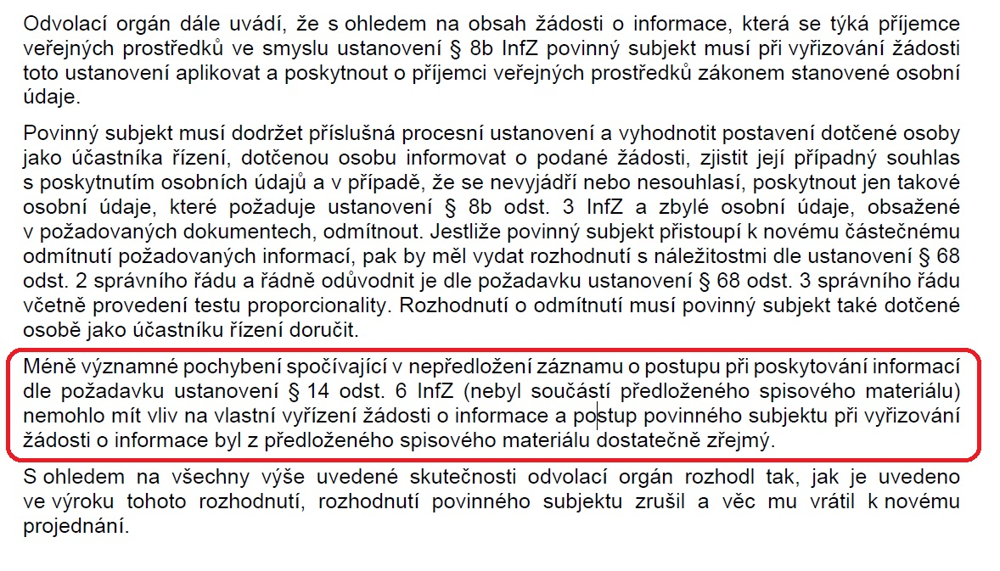 Odvolací orgán dále uvádí, že s ohledem na obsah žádosti o informace, která se týká příjemce
veřejných prostředků ve smyslu ustanovení § 8b InfZ povinný subjekt musí při vyřizování žádosti
toto ustanovení aplikovat a poskytnout o příjemci veřejných prostředků zákonem stanovené osobní
údaje.
Povinný subjekt musí dodržet příslušná procesní ustanovení a vyhodnotit postavení dotčené osoby
jako účastníka řízení, dotčenou osobu informovat o podané žádosti, zjistit její případný souhlas
s poskytnutím osobních údajů a v případě, že se nevyjádří nebo nesouhlasí, poskytnout jen takové
osobní údaje, které požaduje ustanovení § 8b odst. 3 InfZ a zbylé osobní údaje, obsažené
v požadovaných dokumentech, odmítnout. Jestliže povinný subjekt přistoupí k novému částečnému
odmítnutí požadovaných informací, pak by měl vydat rozhodnutí s náležitostmi dle ustanovení § 68
odst. 2 správního řádu a řádně odůvodnit je dle požadavku ustanovení § 68 odst. 3 správního řádu
včetně provedení testu proporcionality. Rozhodnutí o odmítnutí musí povinný subjekt také dotčené
osobě jako účastníku řízení doručit.
Méně významné pochybení spočívající v nepředložení záznamu o postupu při poskytování informací
dle požadavku ustanovení § 14 odst. 6 InfZ (nebyl součástí předloženého spisového materiálu)
nemohlo mít vliv na vlastní vyřízení žádosti o informace a postup povinného subjektu při vyřizování
žádosti o informace byl z předloženého spisového materiálu dostatečně zřejmý.
S ohledem na všechny výše uvedené skutečnosti odvolací orgán rozhodl tak, jak je uvedeno
ve výroku tohoto rozhodnutí, rozhodnutí povinného subjektu zrušil a věc mu vrátil k novému
projednání.